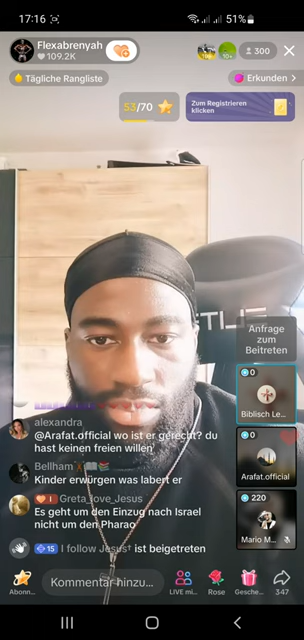 17:16
51%
Flexabrenyah
109.2K
10+
300
Tägliche Rangliste
Erkunden >
53/70
Zum Registrieren
klicken
Anfrage
zum
Beitreten
0
Biblisch Le...
alexandra
@Arafat.official wo ist er gerecht? du
hast keinen freien willen
0
Arafat.official
Bellham
Kinder erwürgen was labert er
1 Greta_love_Jesus
Es geht um den Einzug nach Israel
nicht um den Pharao
220
Mario M...
15 I follow Jesus† ist beigetreten
Kommentar hinzu...
Abonn...
LIVE mi...
Rose
Gesche...
347